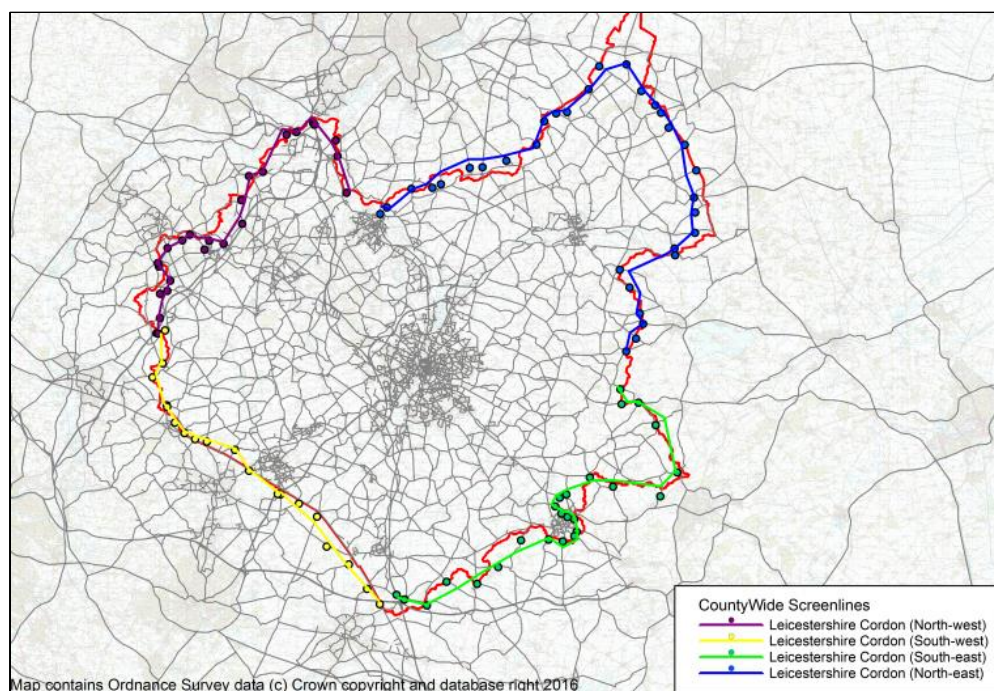 CountyWide Screenlines
Leicestershire Cordon (North-west)
Leicestershire Cordon (South-west)
Leicestershire Cordon (South-east)
Leicestershire Cordon (North-east)
Map contains Ordnance Survey data (c) Crown copyright and database right 2016